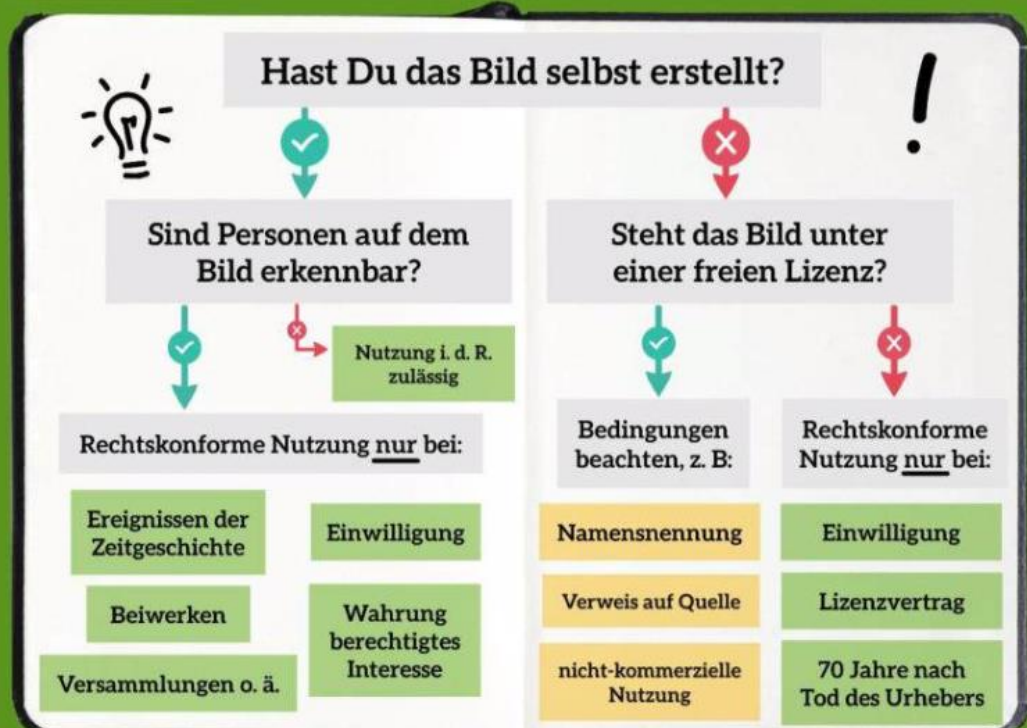 Hast Du das Bild selbst erstellt?
Sind Personen auf dem
Bild erkennbar?
Nutzung i. d. R.
zulässig
Rechtskonforme Nutzung nur bei:
Ereignissen der
Zeitgeschichte
Einwilligung
Beiwerken
Wahrung
berechtigtes
Interesse
Versammlungen o. ä.
Steht das Bild unter
einer freien Lizenz?
Bedingungen
beachten, z. B:
Namensnennung
Verweis auf Quelle
nicht-kommerzielle
Nutzung
Rechtskonforme
Nutzung nur bei:
Einwilligung
Lizenzvertrag
70 Jahre nach
Tod des Urhebers